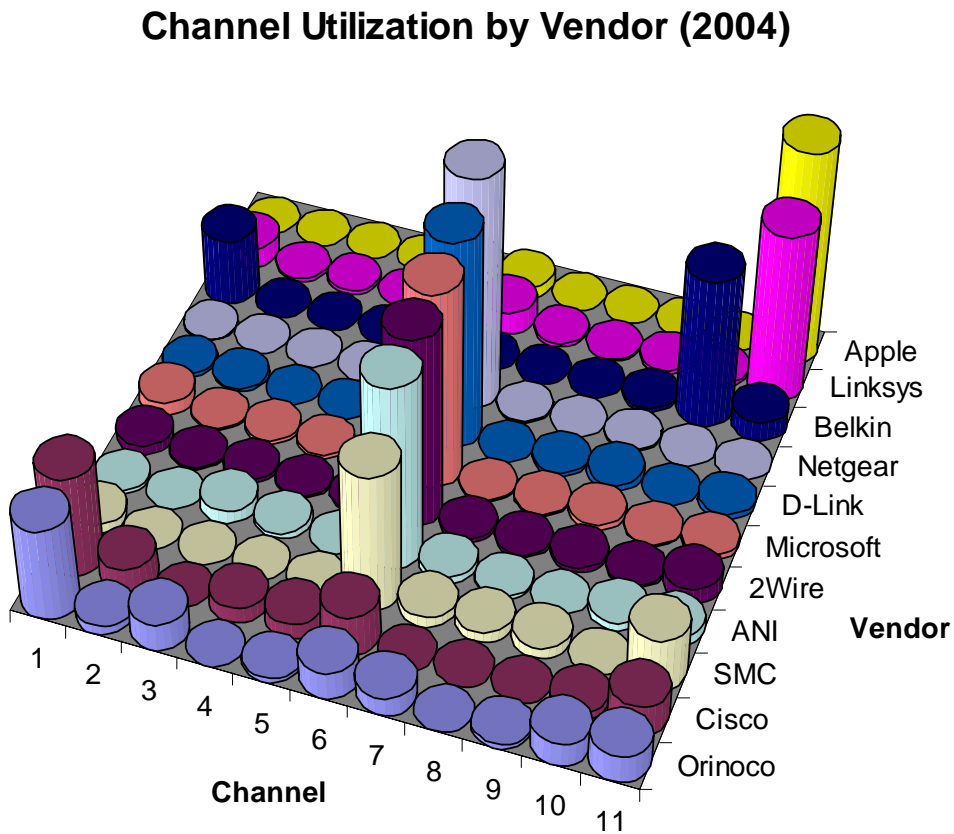 Channel Utilization by Vendor (2004)
Apple
Linksys
Belkin
Netgear
D-Link
Microsoft
2Wire
ANI
SMC
Cisco
Orinoco
Vendor
1
2
3
4
5
6
7
8
9
10
11
Channel